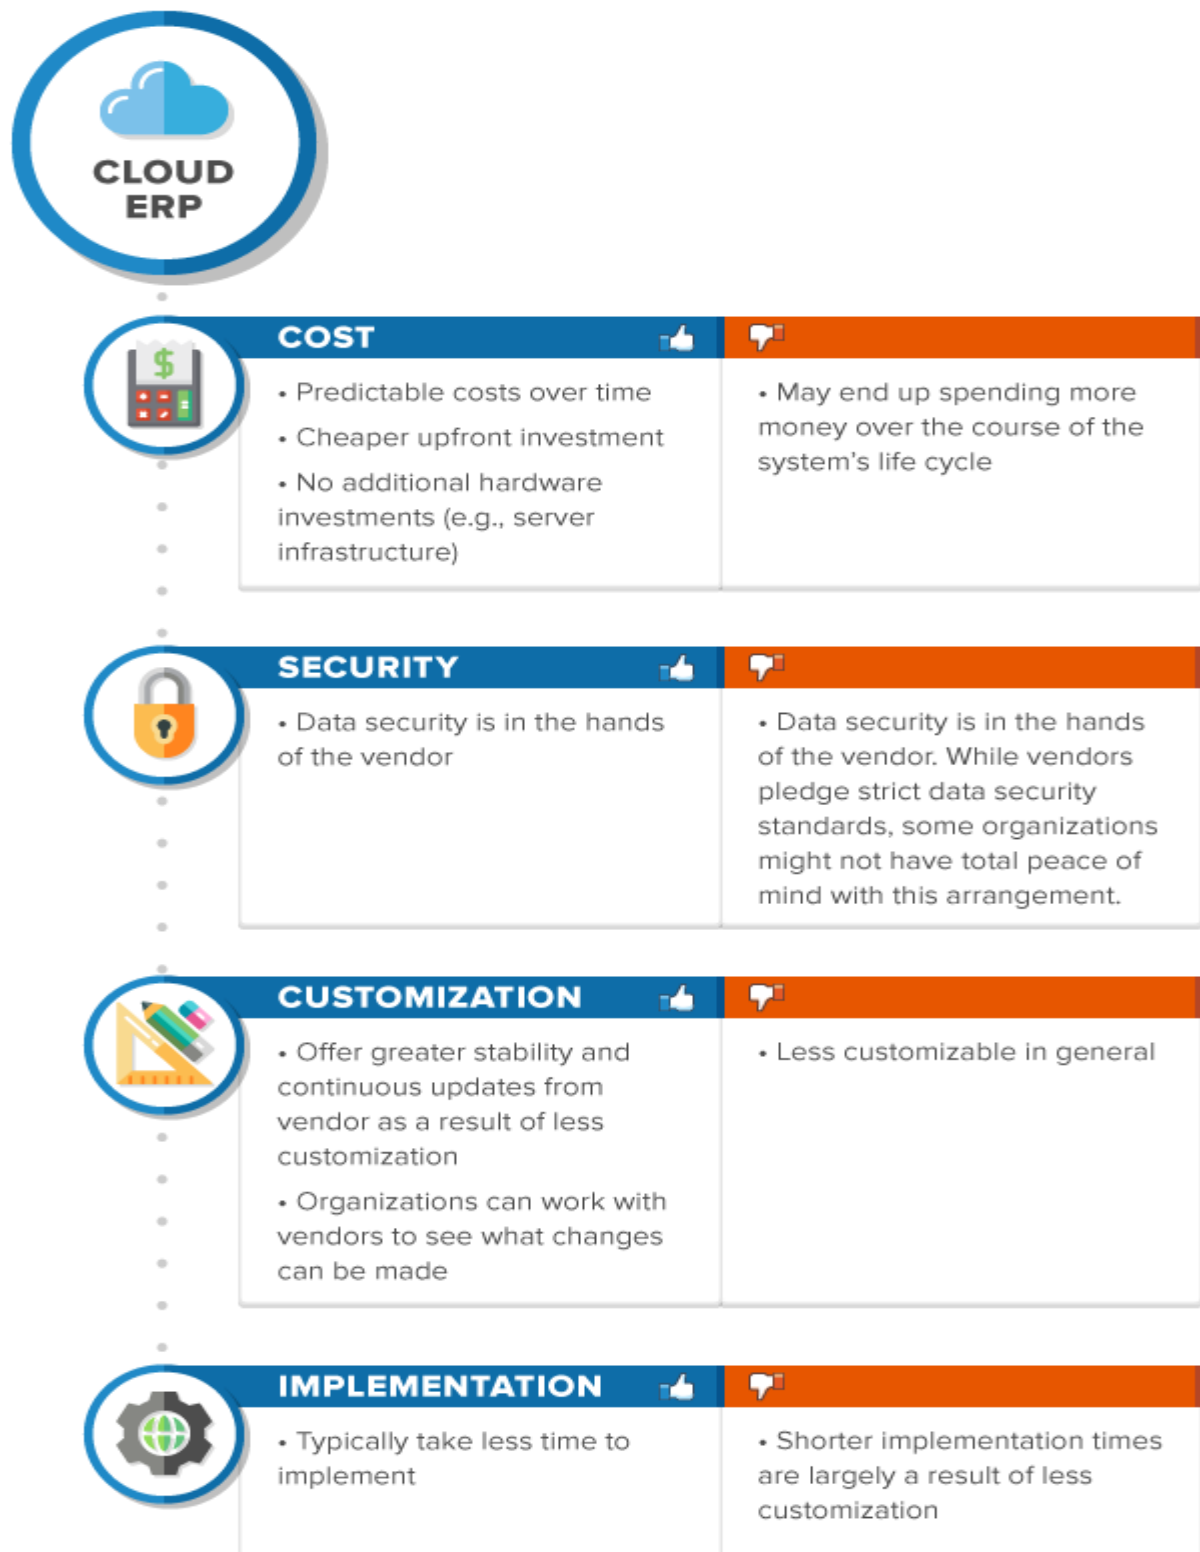 CLOUD
ERP
COST
• Predictable costs over time
• Cheaper upfront investment
• No additional hardware
investments (e.g., server
infrastructure)
• May end up spending more
money over the course of the
system's life cycle
SECURITY
• Data security is in the hands
of the vendor
• Data security is in the hands
of the vendor. While vendors
pledge strict data security
standards, some organizations
might not have total peace of
mind with this arrangement.
CUSTOMIZATION
• Offer greater stability and
continuous updates from
vendor as a result of less
customization
• Organizations can work with
vendors to see what changes
can be made
• Less customizable in general
IMPLEMENTATION
• Typically take less time to
implement
• Shorter implementation times
are largely a result of less
customization